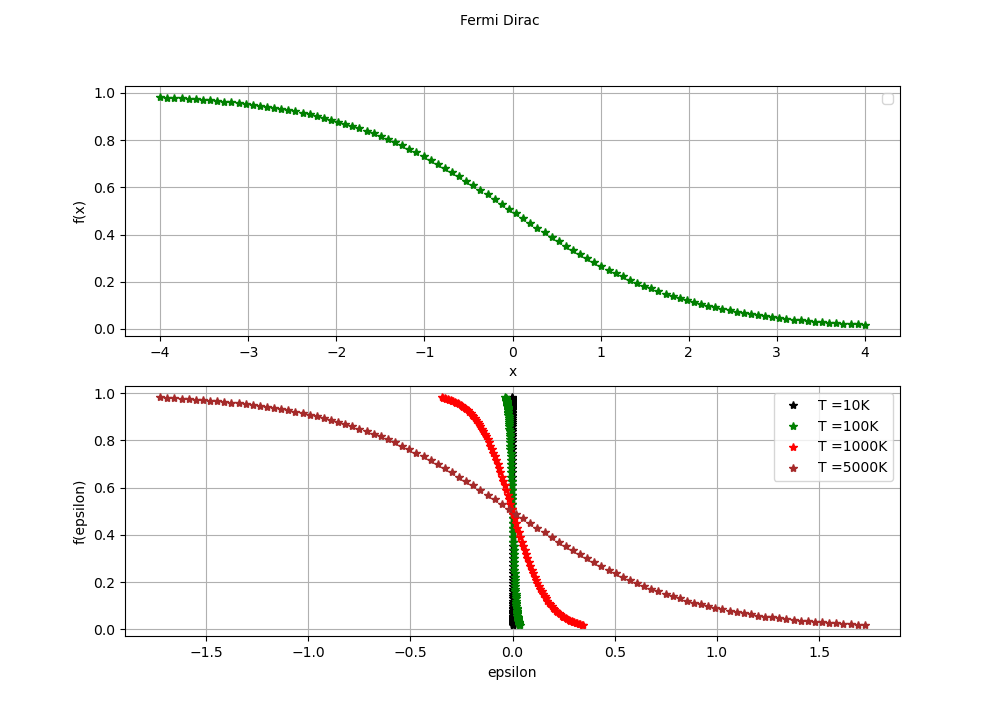 Fermi Dirac
1.0
0.8
0.6
0.4
0.2
0.0
f(x)
−4 −3 −2 −1 0 1 2 3 4
x
1.0
0.8
0.6
0.4
0.2
0.0
f(epsilon)
T =10K
T =100K
T =1000K
T =5000K
−1.5 −1.0 −0.5 0.0 0.5 1.0 1.5
epsilon